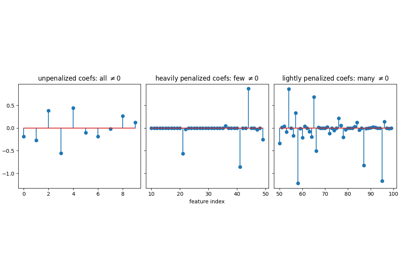 unpenalized coefs: all ≠0
heavily penalized coefs: few ≠0
lightly penalized coefs: many ≠0
0.5
0.0
−0.5
−1.0
0 2 4 6 8
10 20 30 40 50
50 60 70 80 90 100
feature index